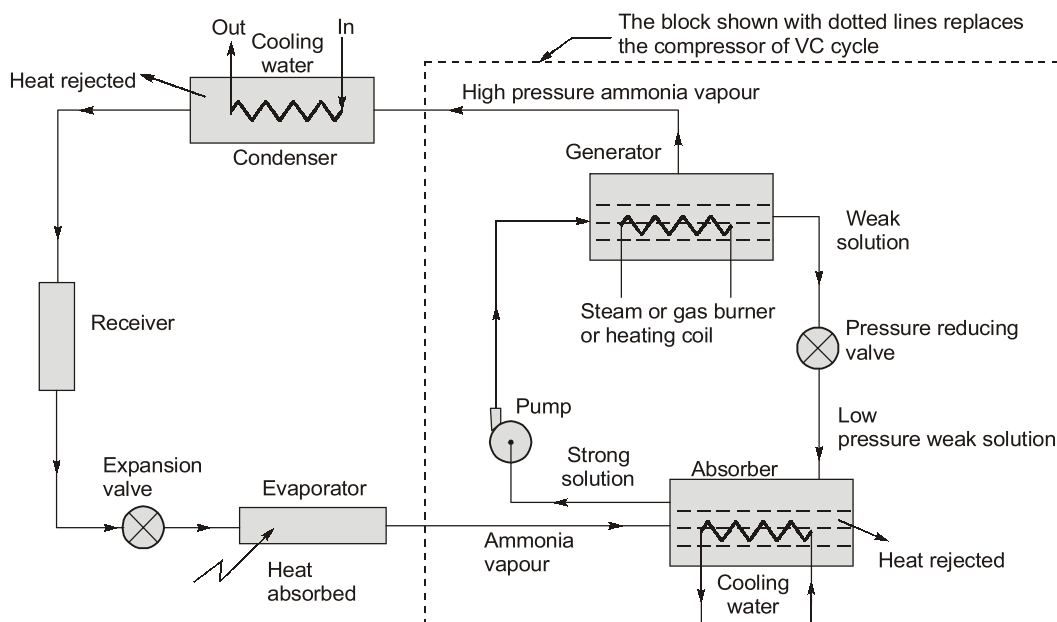 The block shown with dotted lines replaces
the compressor of VC cycle
Out
In
Cooling
water
Heat rejected
Condenser
High pressure ammonia vapour
Generator
Weak
solution
Steam or gas burner
or heating coil
Receiver
Pressure reducing
valve
Pump
Low
pressure weak solution
Strong
solution
Absorber
Expansion
valve
Evaporator
Heat
absorbed
Ammonia
vapour
Heat rejected
Cooling
water